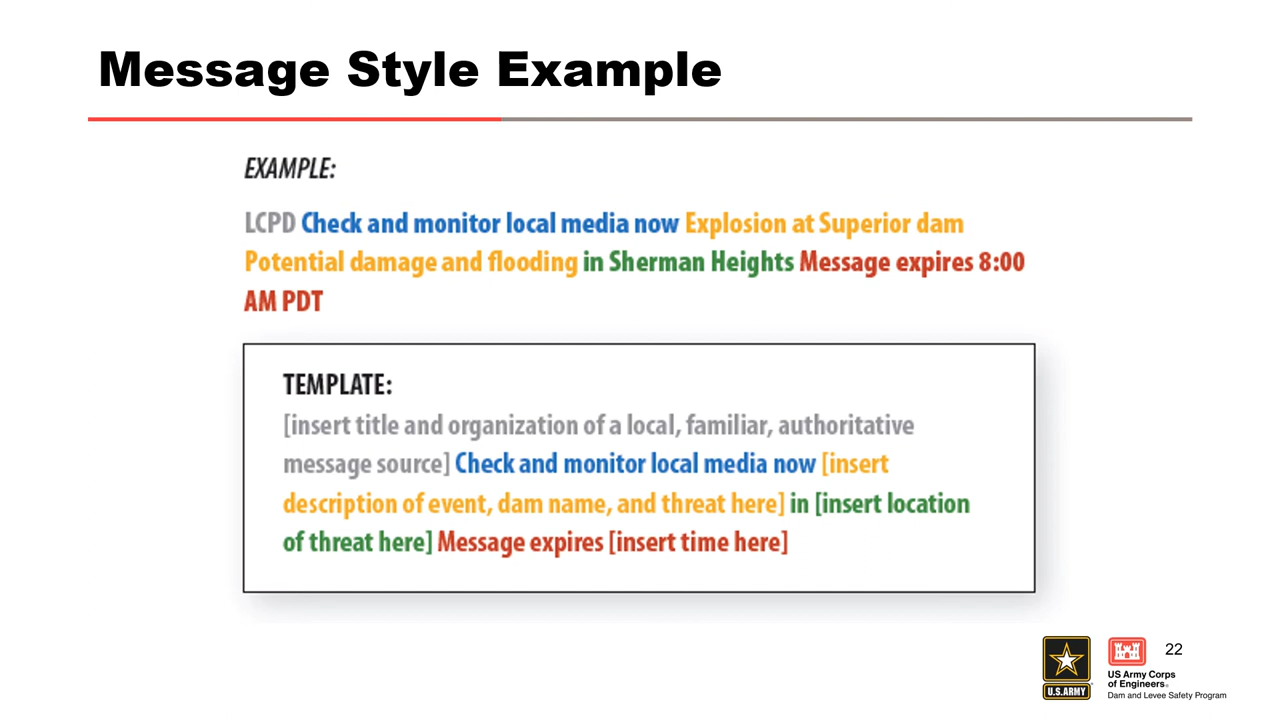 Message Style Example
EXAMPLE:
LCPD Check and monitor local media now Explosion at Superior dam
Potential damage and flooding in Sherman Heights Message expires 8:00
AM PDT
TEMPLATE:
[insert title and organization of a local, familiar, authoritative
message source] Check and monitor local media now [insert
description of event, dam name, and threat here] in [insert location
of threat here] Message expires [insert time here]
U.S.ARMY
US Army Corps
of Engineers®
Dam and Levee Safety Program
22